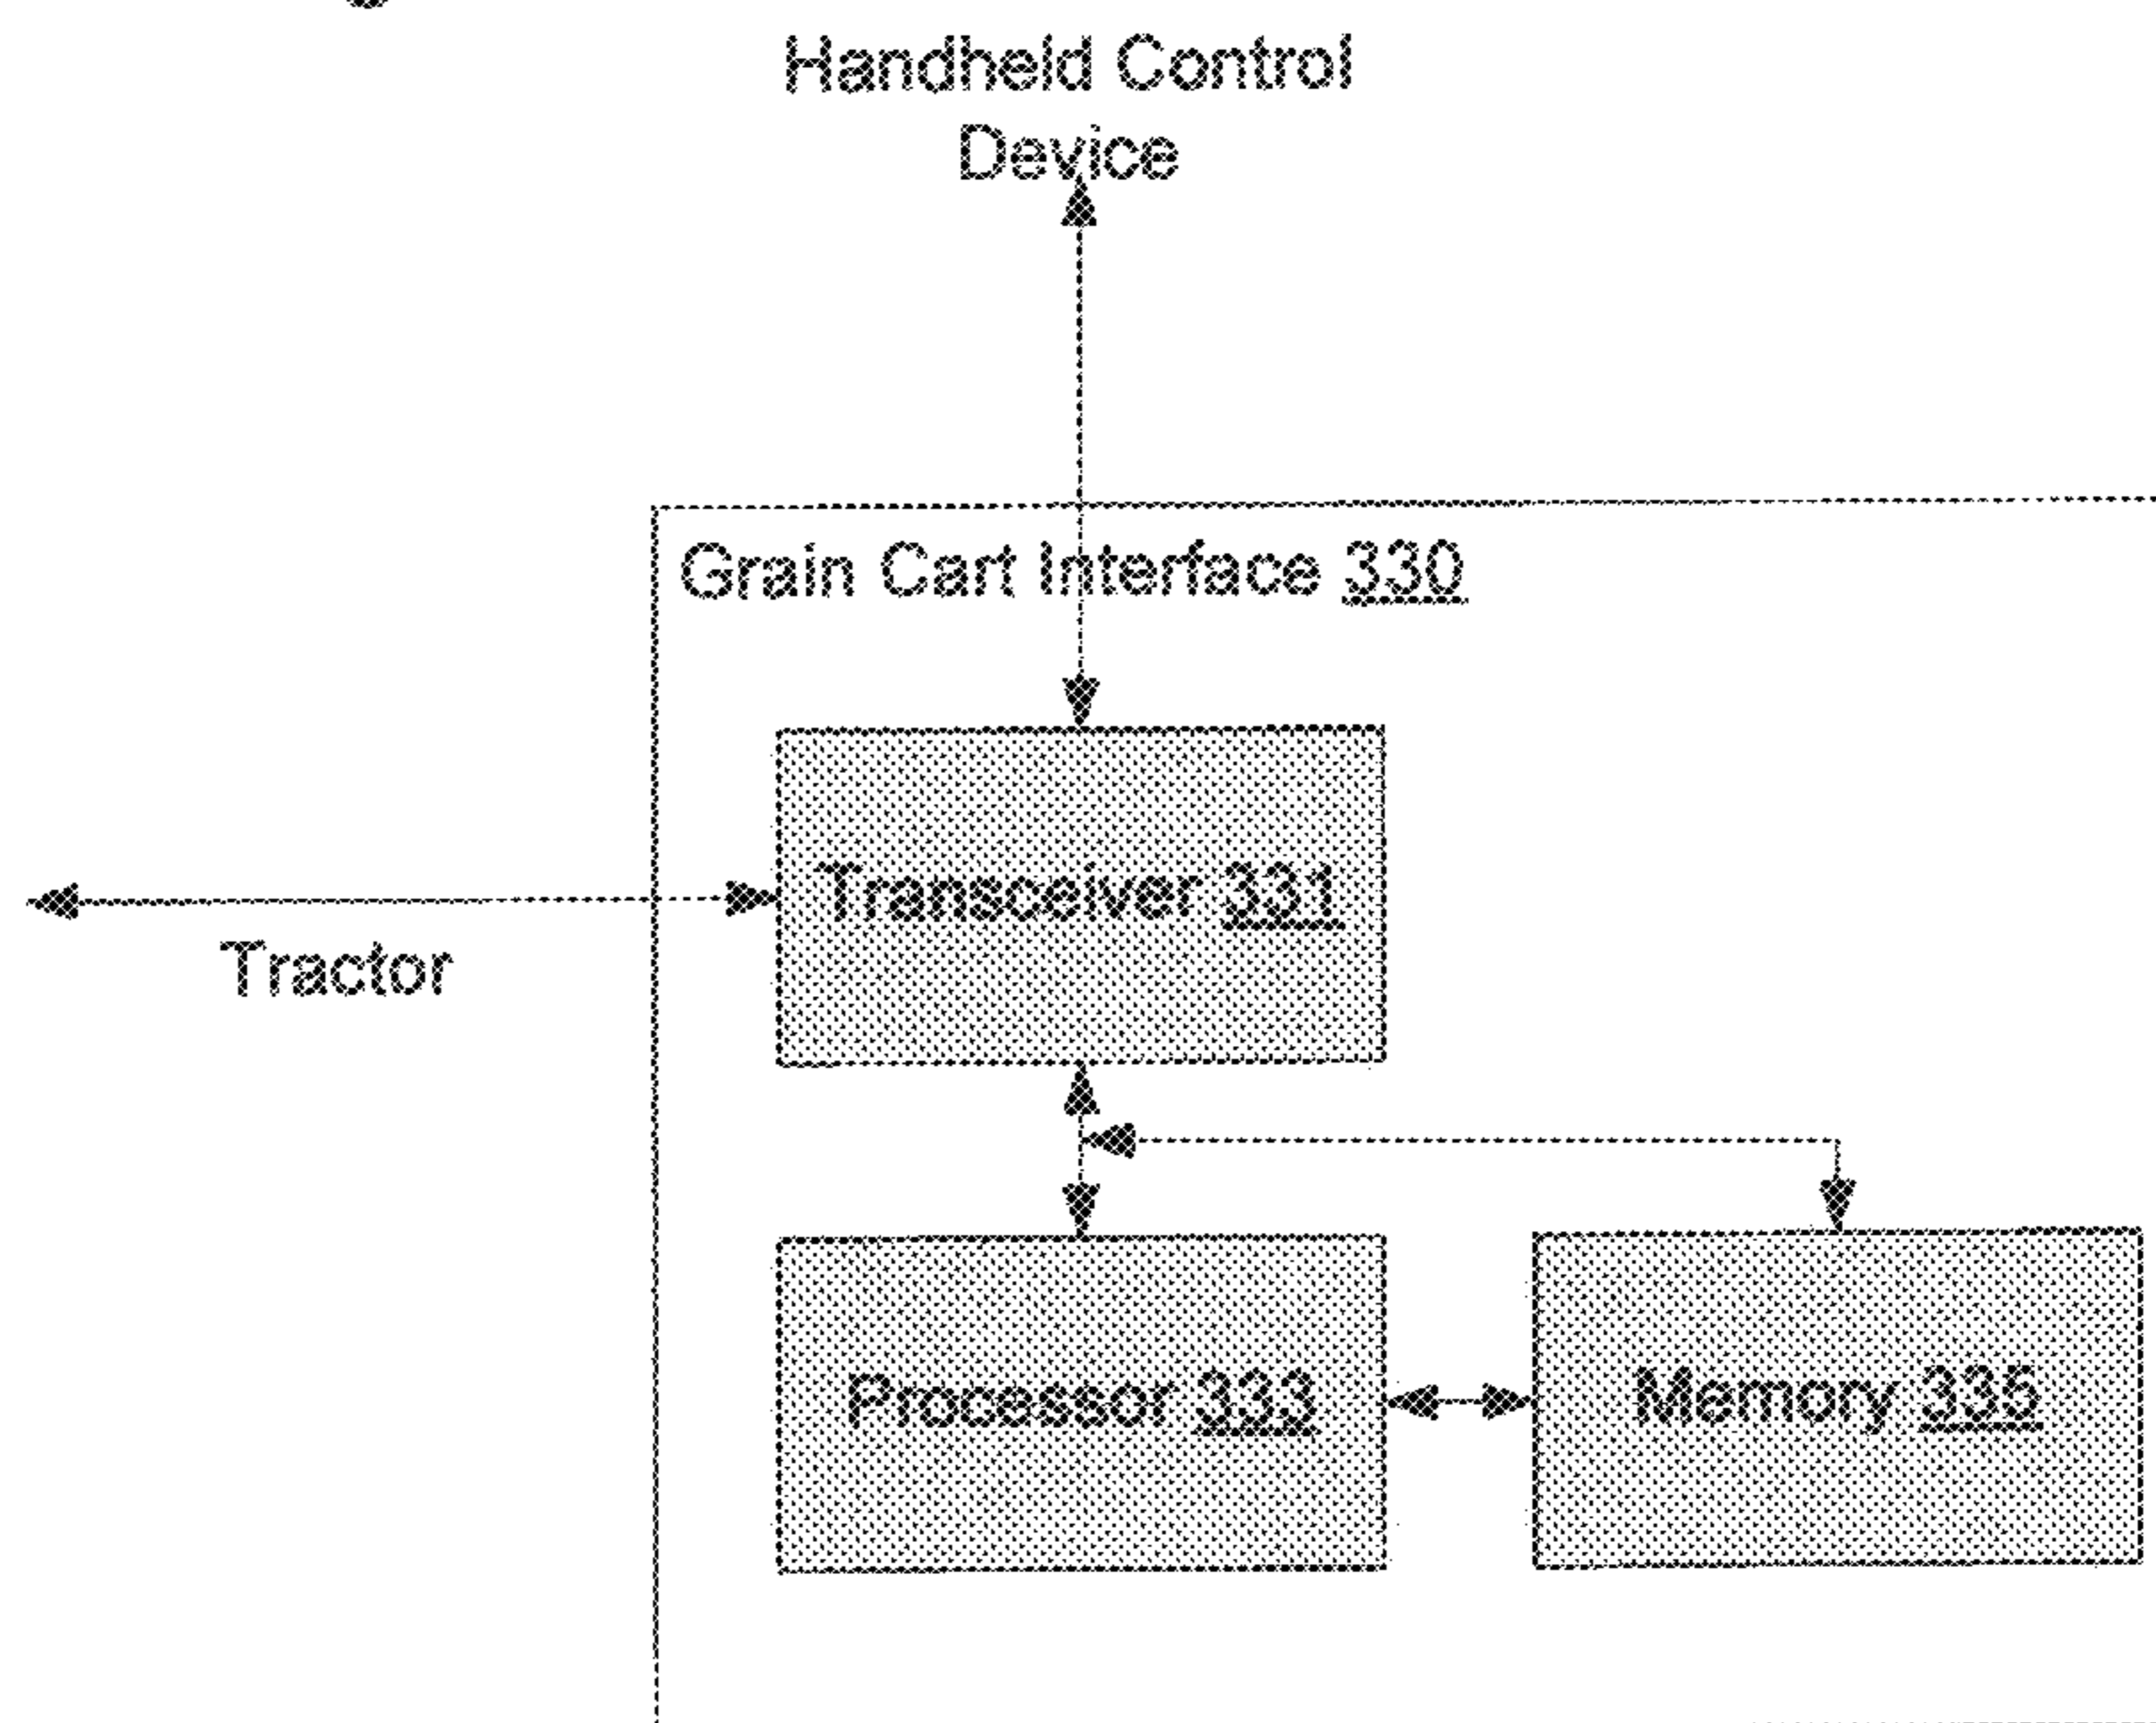 Handheld Control
Device
Grain Cart Interface 330
Transceiver 331
Tractor
Processor 333
Memory 335